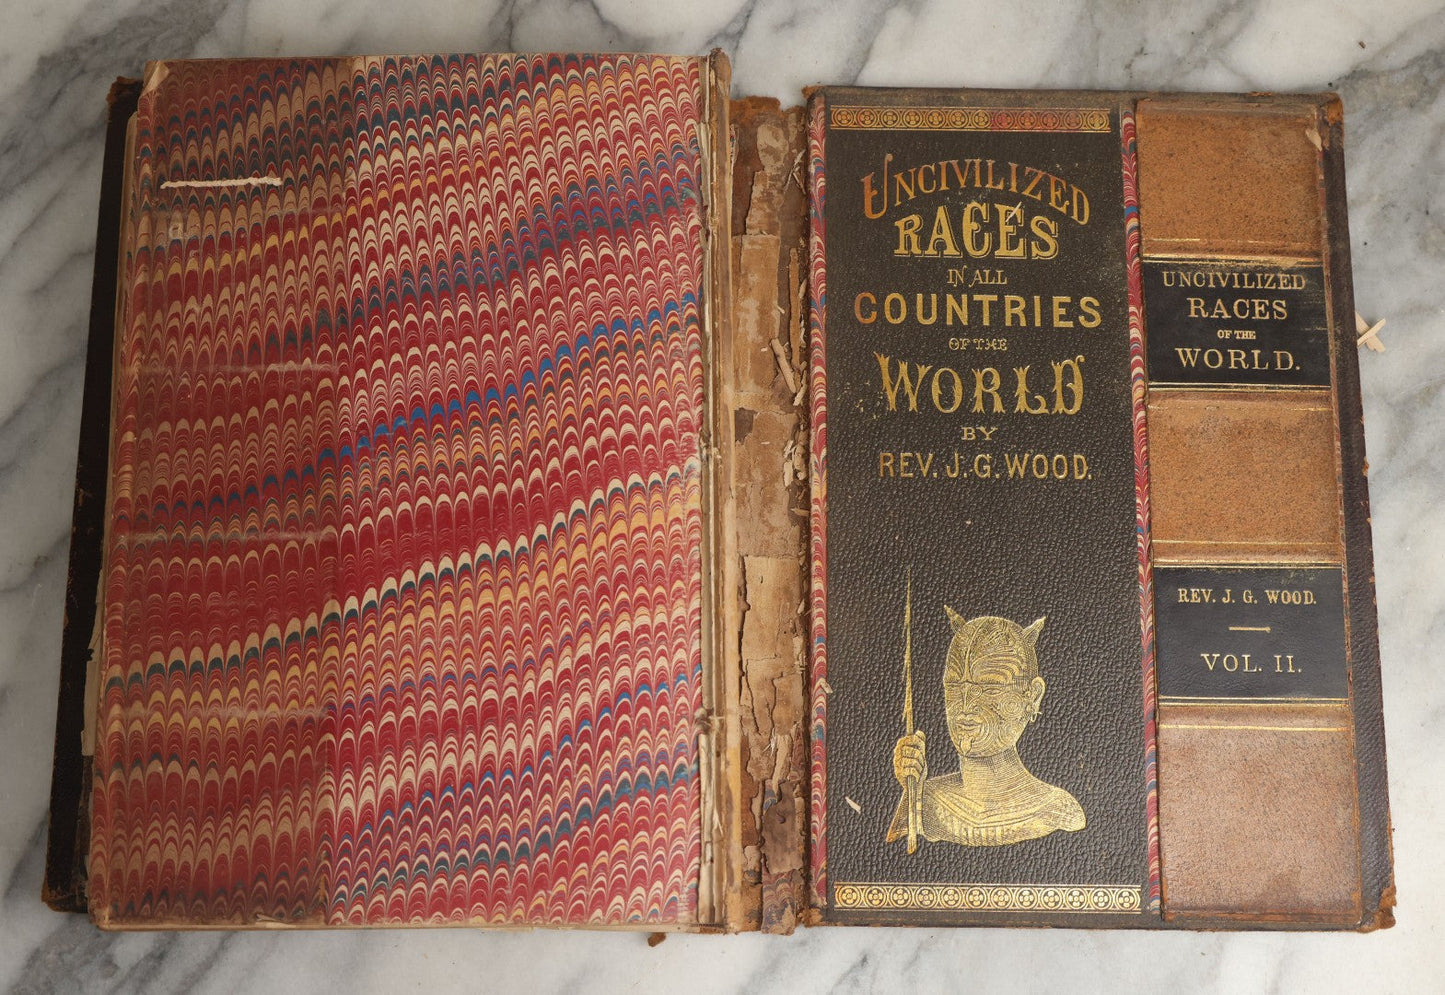 UNCIVILIZED
RACES
IN ALL
COUNTRIES
OF THE
WORLD
BY
REV. J. G. WOOD.
UNCIVILIZED
RACES
OF THE
WORLD.
REV. J. G. WOOD.
VOL. II.